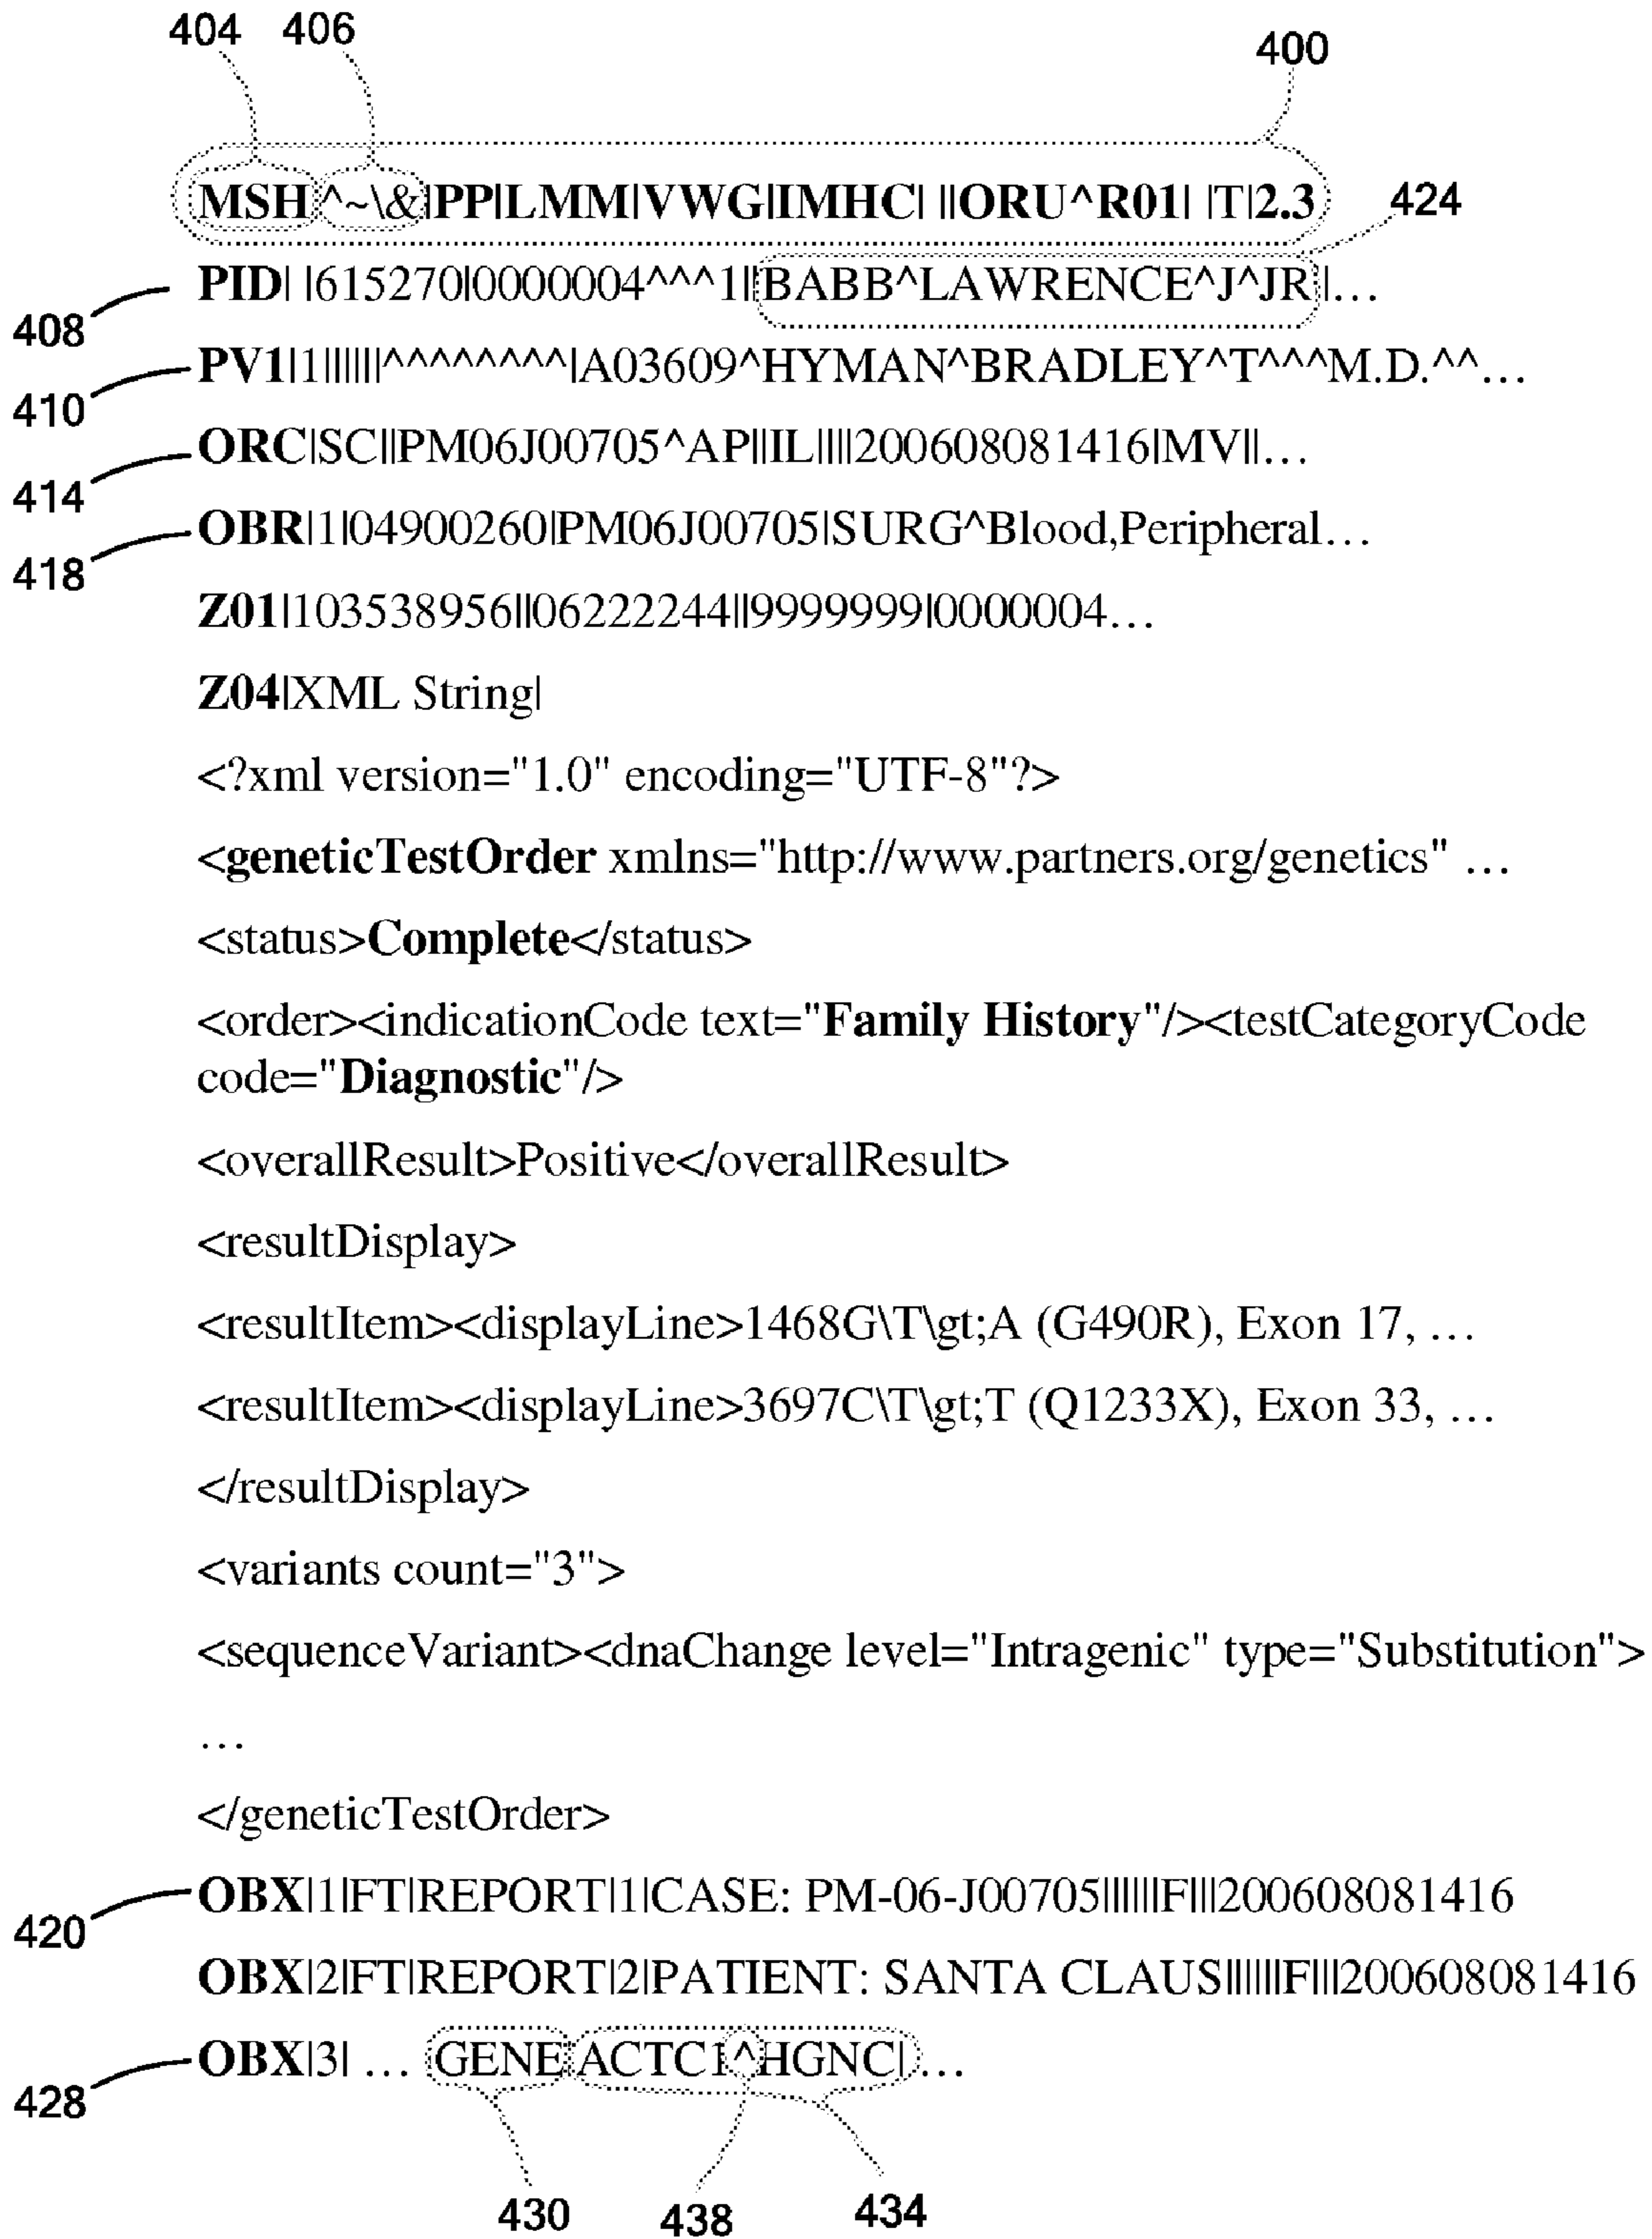 404 406
400
MSH|^~\&|PP|LMM|VWG|IMHC| ||ORU^R01| |T|2.3
424
PID| |615270|0000004^^^1||BABB^LAWRENCE^J^JR|…
408
PV1|1||||||^^^^^^^^|A03609^HYMAN^BRADLEY^T^^^M.D.^^…
410
ORC|SC||PM06J00705^AP||IL||||200608081416|MV||…
414
OBR|1|04900260|PM06J00705|SURG^Blood,Peripheral…
418
Z01|103538956||06222244||9999999|0000004…
Z04|XML String|
<?xml version="1.0" encoding="UTF-8"?>
<geneticTestOrder xmlns="http://www.partners.org/genetics" …
<status>Complete</status>
<order><indicationCode text="Family History"/><testCategoryCode
code="Diagnostic"/>
<overallResult>Positive</overallResult>
<resultDisplay>
<resultItem><displayLine>1468G\T\gt;A (G490R), Exon 17, …
<resultItem><displayLine>3697C\T\gt;T (Q1233X), Exon 33, …
</resultDisplay>
<variants count="3">
<sequenceVariant><dnaChange level="Intragenic" type="Substitution">
…
</geneticTestOrder>
OBX|1|FT|REPORT|1|CASE: PM-06-J00705||||||F|||200608081416
420
OBX|2|FT|REPORT|2|PATIENT: SANTA CLAUS||||||F|||200608081416
OBX|3| … GENE|ACTC1^HGNC| …
428
430 438 434